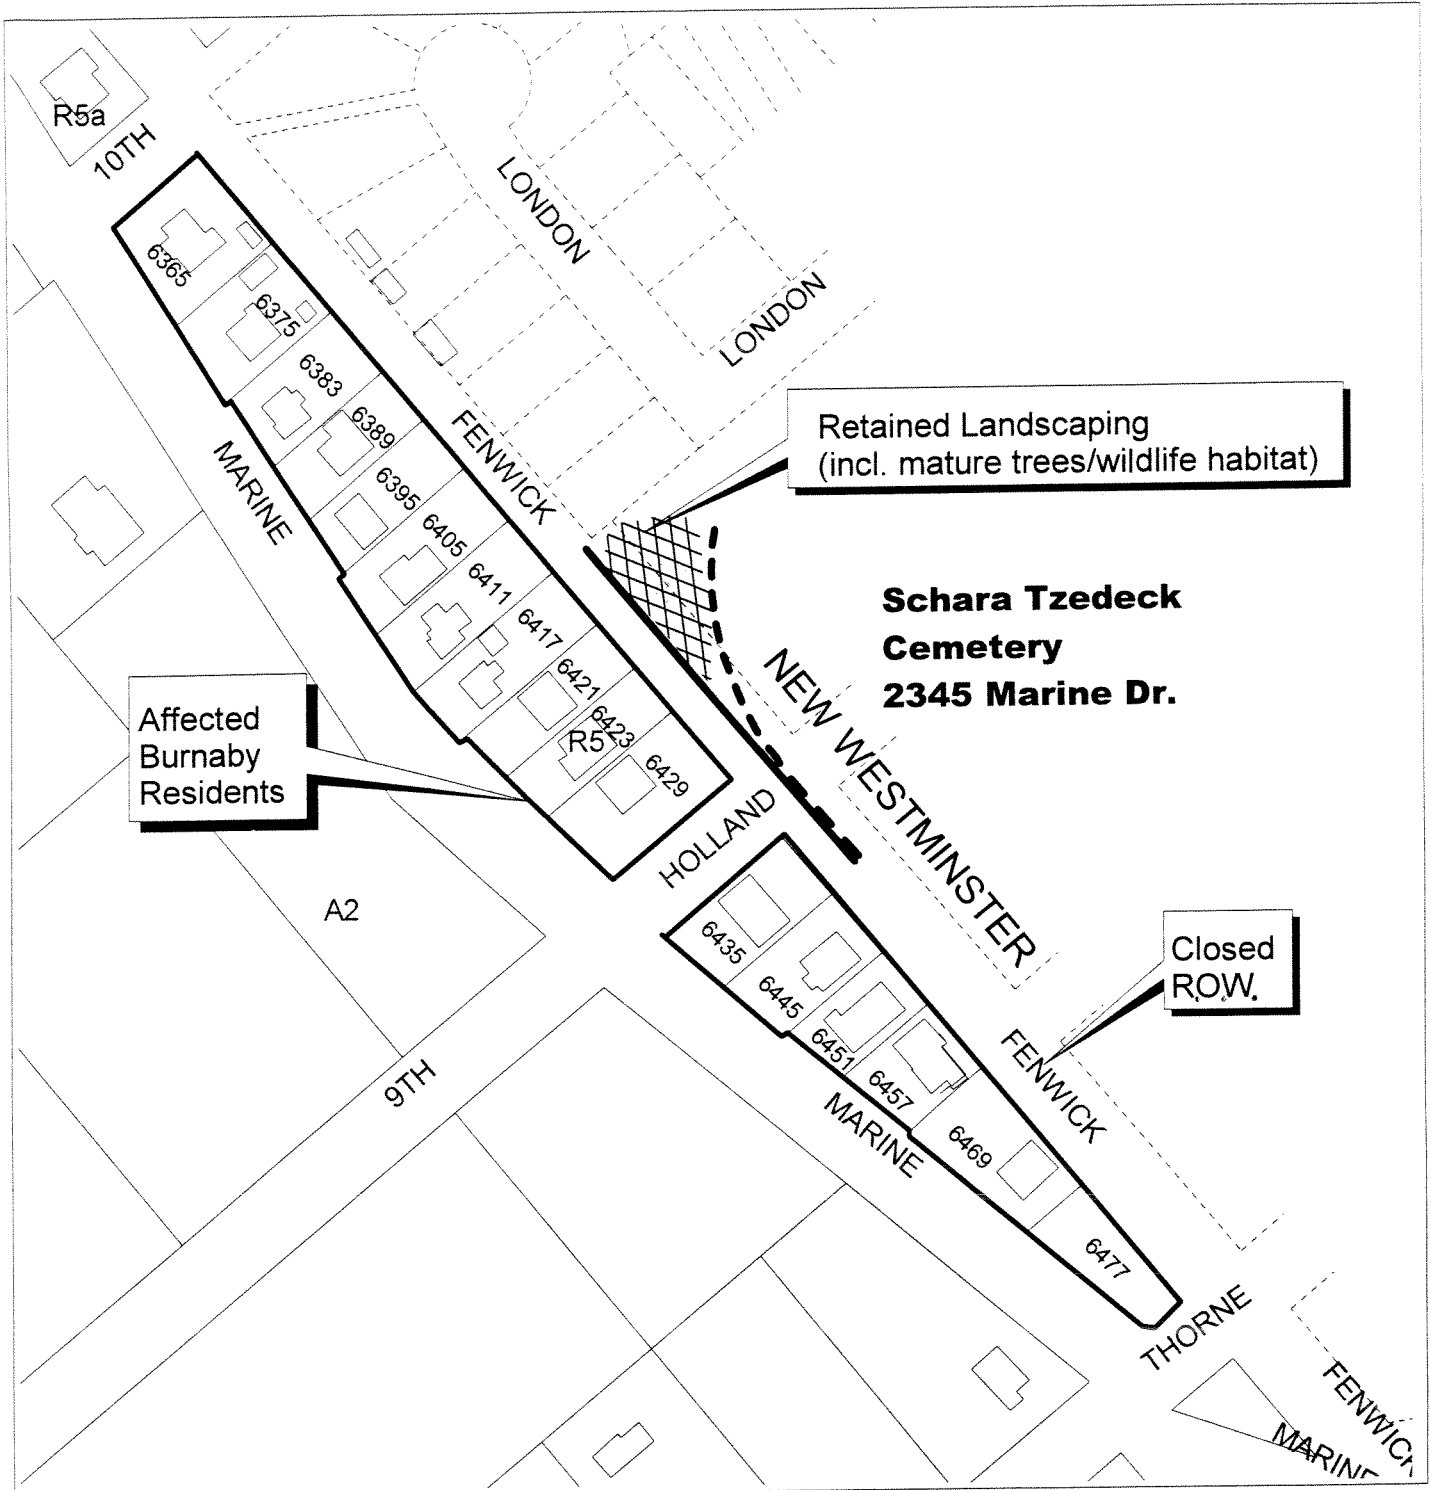 R5a
10TH
LONDON
LONDON
6365
6375
6383
6389
6395
6405
6411
6417
6421
6423
6429
R5
FENWICK
MARINE
Retained Landscaping
(incl. mature trees/wildlife habitat)
Schara Tzedeck
Cemetery
2345 Marine Dr.
NEW WESTMINSTER
Affected
Burnaby
Residents
HOLLAND
A2
9TH
6435
6445
6451
6457
6469
6477
Closed
R.O.W.
FENWICK
MARINE
THORNE
FENWICK
MARINE